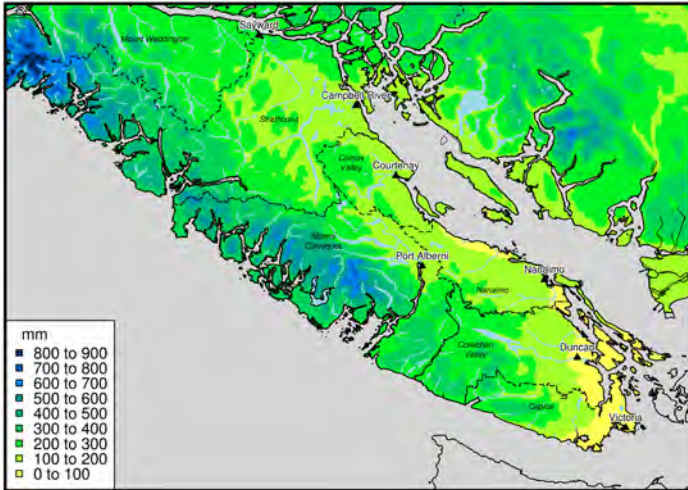 Sayward
Mount Waddington
Campbell River
Strathcona
Comox
Valley
Courtenay
Alberni
Clayoquot
Port Alberni
Nanaimo
Nanaimo
Cowichan
Valley
Duncan
Capital
Victoria
mm
800 to 900
700 to 800
600 to 700
500 to 600
400 to 500
300 to 400
200 to 300
100 to 200
0 to 100